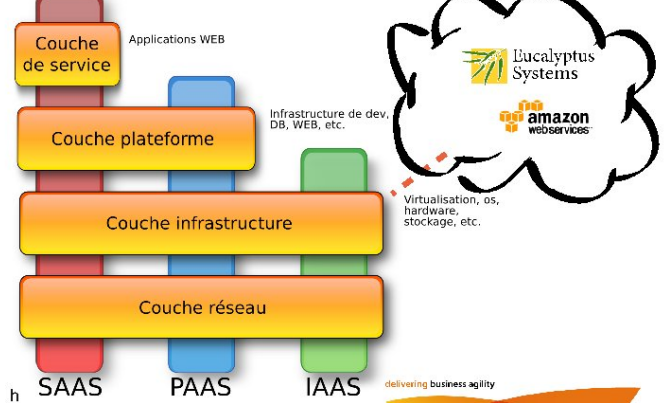 Couche
de service
Applications WEB
Eucalyptus
Systems
amazon
webservices™
Couche plateforme
Infrastructure de dev,
DB, WEB, etc.
Couche infrastructure
Virtualisation, os,
hardware,
stockage, etc.
Couche réseau
h
SAAS
PAAS
IAAS
delivering business agility